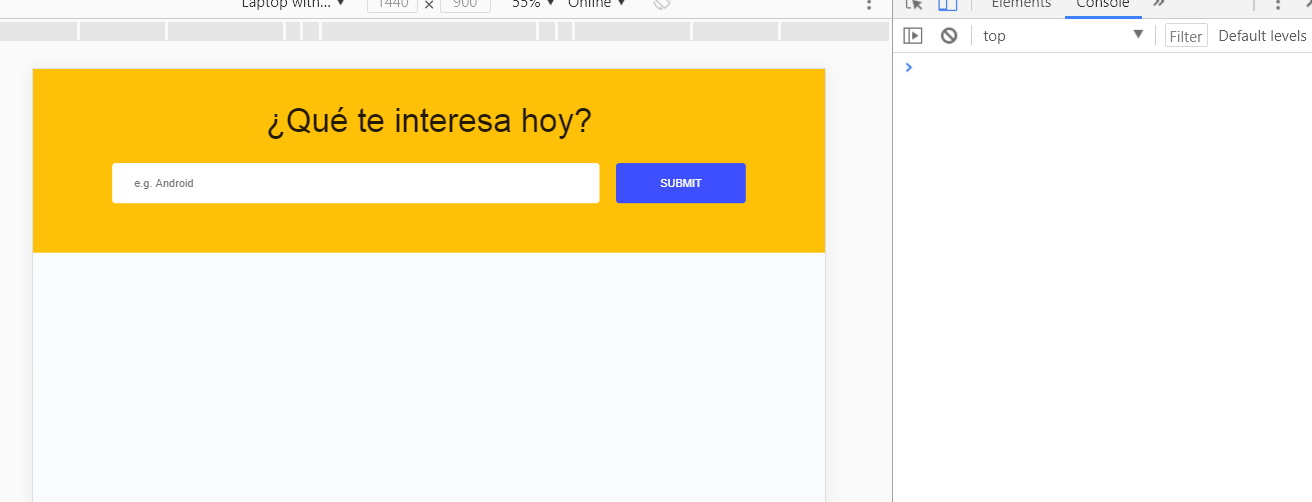 Laptop with... ▼ 1440 × 900 55% ▼ Online ▼
Elements Console »
top ▼ Filter Default levels
¿Qué te interesa hoy?
e.g. Android SUBMIT